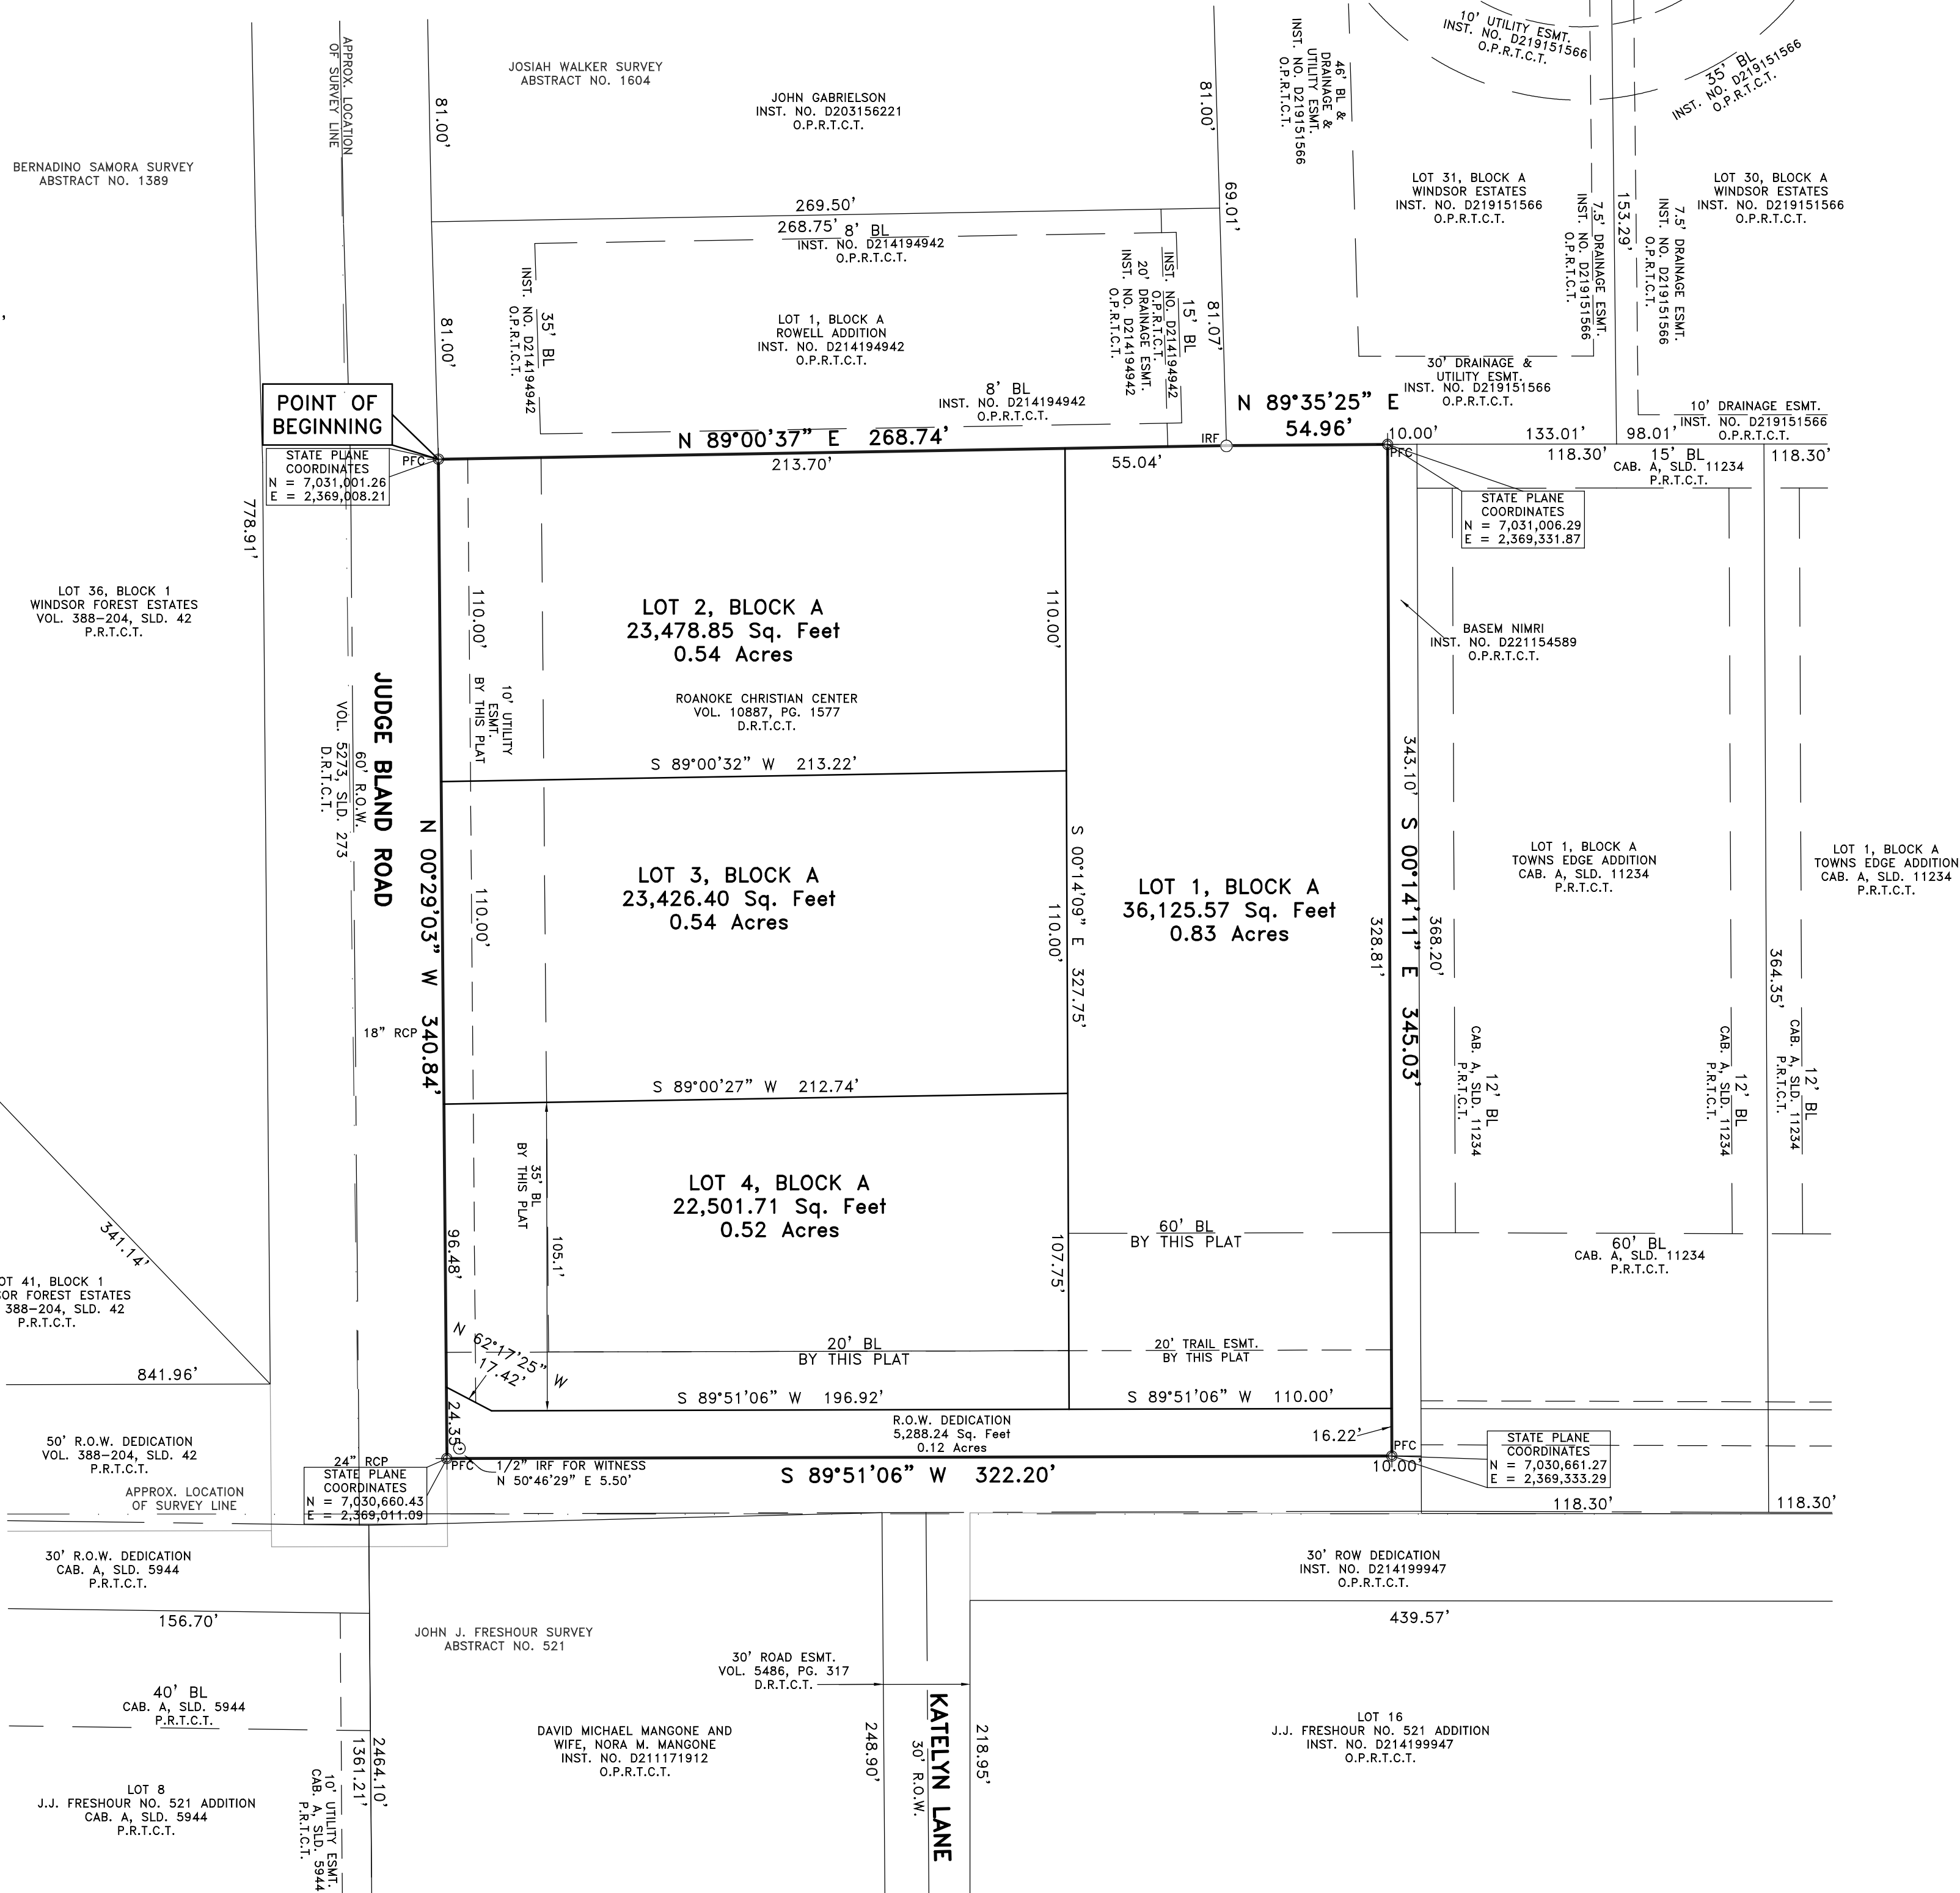 10' UTILITY ESMT.
INST. NO. D219151566
O.P.R.T.C.T.
35' BL
INST. NO. D219151566
O.P.R.T.C.T.
APPROX. LOCATION
OF SURVEY LINE
JOSIAH WALKER SURVEY
ABSTRACT NO. 1604
JOHN GABRIELSON
INST. NO. D203156221
O.P.R.T.C.T.
81.00'
81.00'
46' BL &
DRAINAGE &
UTILITY ESMT.
INST. NO. D219151566
O.P.R.T.C.T.
BERNADINO SAMORA SURVEY
ABSTRACT NO. 1389
LOT 31, BLOCK A
WINDSOR ESTATES
INST. NO. D219151566
O.P.R.T.C.T.
LOT 30, BLOCK A
WINDSOR ESTATES
INST. NO. D219151566
O.P.R.T.C.T.
69.01'
153.29'
7.5' DRAINAGE ESMT.
INST. NO. D219151566
O.P.R.T.C.T.
7.5' DRAINAGE ESMT.
INST. NO. D219151566
O.P.R.T.C.T.
269.50'
268.75'
8' BL
INST. NO. D214194942
O.P.R.T.C.T.
35' BL
INST. NO. D214194942
O.P.R.T.C.T.
81.00'
LOT 1, BLOCK A
ROWELL ADDITION
INST. NO. D214194942
O.P.R.T.C.T.
15' BL
INST. NO. D214194942
O.P.R.T.C.T.
20' DRAINAGE ESMT.
INST. NO. D214194942
O.P.R.T.C.T.
81.07'
8' BL
INST. NO. D214194942
O.P.R.T.C.T.
30' DRAINAGE &
UTILITY ESMT.
INST. NO. D219151566
O.P.R.T.C.T.
10' DRAINAGE ESMT.
INST. NO. D219151566
O.P.R.T.C.T.
POINT OF
BEGINNING
N 89°00'37" E 268.74'
IRF
N 89°35'25" E
54.96'
10.00'
133.01'
98.01'
PFC
PFC
213.70'
55.04'
118.30'
15' BL
CAB. A, SLD. 11234
P.R.T.C.T.
118.30'
STATE PLANE
COORDINATES
N = 7,031,001.26
E = 2,369,008.21
STATE PLANE
COORDINATES
N = 7,031,006.29
E = 2,369,331.87
778.91'
LOT 36, BLOCK 1
WINDSOR FOREST ESTATES
VOL. 388-204, SLD. 42
P.R.T.C.T.
110.00'
LOT 2, BLOCK A
23,478.85 Sq. Feet
0.54 Acres
110.00'
BASEM NIMRI
INST. NO. D221154589
O.P.R.T.C.T.
10' UTILITY
ESMT.
BY THIS PLAT
ROANOKE CHRISTIAN CENTER
VOL. 10887, PG. 1577
D.R.T.C.T.
JUDGE BLAND ROAD
60' R.O.W.
VOL. 5273, SLD. 273
D.R.T.C.T.
S 89°00'32" W 213.22'
343.10'
S 00°14'11" E 345.03'
N 00°29'03" W 340.84'
110.00'
LOT 3, BLOCK A
23,426.40 Sq. Feet
0.54 Acres
S 00°14'09" E 327.75'
110.00'
LOT 1, BLOCK A
36,125.57 Sq. Feet
0.83 Acres
328.81'
368.20'
LOT 1, BLOCK A
TOWNS EDGE ADDITION
CAB. A, SLD. 11234
P.R.T.C.T.
LOT 1, BLOCK A
TOWNS EDGE ADDITION
CAB. A, SLD. 11234
P.R.T.C.T.
364.35'
18" RCP
S 89°00'27" W 212.74'
12' BL
CAB. A, SLD. 11234
P.R.T.C.T.
12' BL
CAB. A, SLD. 11234
P.R.T.C.T.
12' BL
CAB. A, SLD. 11234
P.R.T.C.T.
35' BL
BY THIS PLAT
LOT 4, BLOCK A
22,501.71 Sq. Feet
0.52 Acres
96.48'
105.1'
107.75'
60' BL
BY THIS PLAT
60' BL
CAB. A, SLD. 11234
P.R.T.C.T.
341.14'
OT 41, BLOCK 1
SOR FOREST ESTATES
388-204, SLD. 42
P.R.T.C.T.
841.96'
N 62°17'25" W
17.42'
20' BL
BY THIS PLAT
20' TRAIL ESMT.
BY THIS PLAT
S 89°51'06" W 196.92'
S 89°51'06" W 110.00'
24.35'
R.O.W. DEDICATION
5,288.24 Sq. Feet
0.12 Acres
16.22'
PFC
50' R.O.W. DEDICATION
VOL. 388-204, SLD. 42
P.R.T.C.T.
24" RCP
PFC
1/2" IRF FOR WITNESS
N 50°46'29" E 5.50'
S 89°51'06" W 322.20'
10.00'
STATE PLANE
COORDINATES
N = 7,030,660.43
E = 2,369,011.09
STATE PLANE
COORDINATES
N = 7,030,661.27
E = 2,369,333.29
APPROX. LOCATION
OF SURVEY LINE
118.30'
118.30'
30' R.O.W. DEDICATION
CAB. A, SLD. 5944
P.R.T.C.T.
30' ROW DEDICATION
INST. NO. D214199947
O.P.R.T.C.T.
156.70'
439.57'
JOHN J. FRESHOUR SURVEY
ABSTRACT NO. 521
30' ROAD ESMT.
VOL. 5486, PG. 317
D.R.T.C.T.
40' BL
CAB. A, SLD. 5944
P.R.T.C.T.
DAVID MICHAEL MANGONE AND
WIFE, NORA M. MANGONE
INST. NO. D211171912
O.P.R.T.C.T.
248.90'
KATELYN LANE
30' R.O.W.
218.95'
LOT 16
J.J. FRESHOUR NO. 521 ADDITION
INST. NO. D214199947
O.P.R.T.C.T.
2464.10'
1361.21'
LOT 8
J.J. FRESHOUR NO. 521 ADDITION
CAB. A, SLD. 5944
P.R.T.C.T.
10' UTILITY ESMT.
CAB. A, SLD. 5944
P.R.T.C.T.